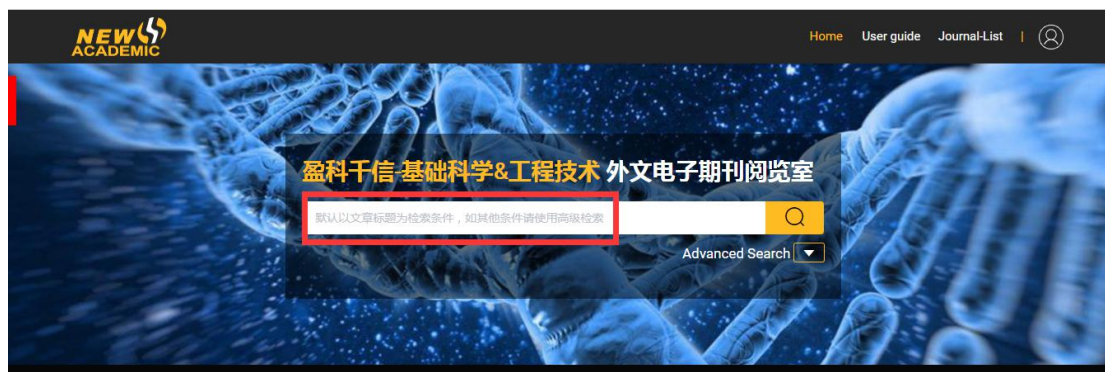 NEW
ACADEMIC
Home User guide Journal-List |
盈科千信-基础科学&工程技术 外文电子期刊阅览室
默认以文章标题为检索条件，如其他条件请使用高级检索
Advanced Search